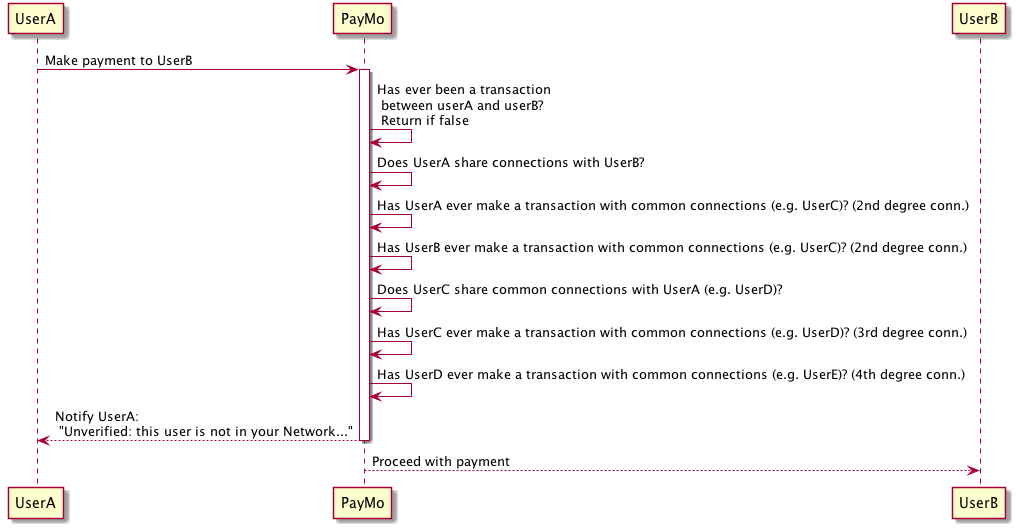 UserA
PayMo
UserB
Make payment to UserB
Has ever been a transaction
between userA and userB?
Return if false
Does UserA share connections with UserB?
Has UserA ever make a transaction with common connections (e.g. UserC)? (2nd degree conn.)
Has UserB ever make a transaction with common connections (e.g. UserC)? (2nd degree conn.)
Does UserC share common connections with UserA (e.g. UserD)?
Has UserC ever make a transaction with common connections (e.g. UserD)? (3rd degree conn.)
Has UserD ever make a transaction with common connections (e.g. UserE)? (4th degree conn.)
Notify UserA:
"Unverified: this user is not in your Network..."
Proceed with payment
UserA
PayMo
UserB